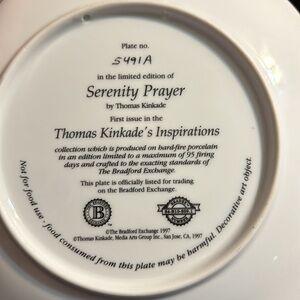 Plate no.
5491A
in the limited edition of
Serenity Prayer
by Thomas Kinkade
First issue in the
Thomas Kinkade's Inspirations
collection which is produced on hard-fire porcelain
in an edition limited to a maximum of 95 firing
days and crafted to the exacting standards of
The Bradford Exchange.
This plate is officially listed for trading
on the Bradford Exchange.
B
©The Bradford Exchange 1997
©Thomas Kinkade, Media Arts Group Inc., San Jose, CA, 1997
Not for food use - food consumed from this plate may be harmful. Decorative art object.